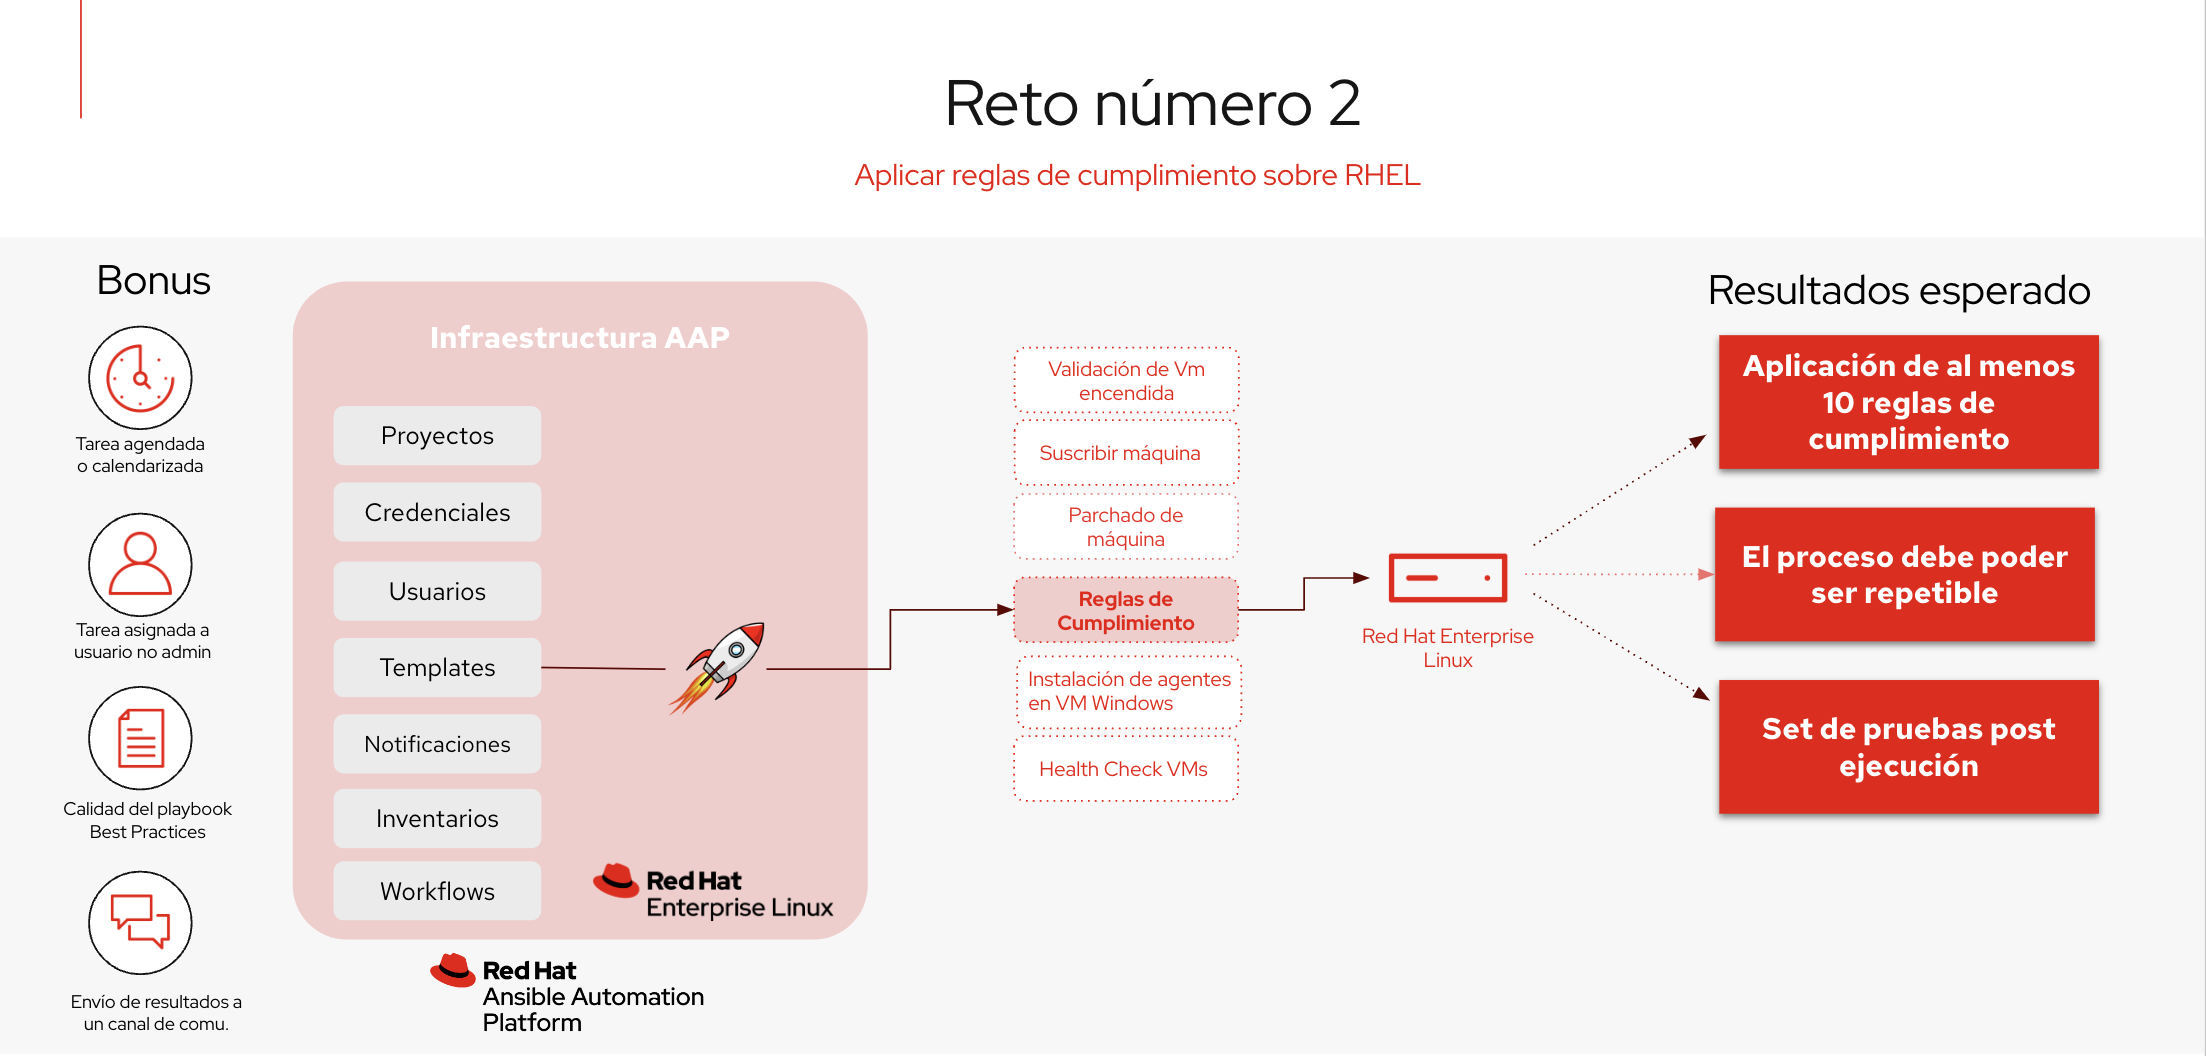 Reto número 2
Aplicar reglas de cumplimiento sobre RHEL
Bonus
Tarea agendada
o calendarizada
Tarea asignada a
usuario no admin
Calidad del playbook
Best Practices
Envío de resultados a
un canal de comu.
Infraestructura AAP
Proyectos
Credenciales
Usuarios
Templates
Notificaciones
Inventarios
Workflows
Red Hat
Enterprise Linux
Red Hat
Ansible Automation
Platform
Validación de Vm
encendida
Suscribir máquina
Parchado de
máquina
Reglas de
Cumplimiento
Instalación de agentes
en VM Windows
Health Check VMs
Red Hat Enterprise
Linux
Resultados esperado
Aplicación de al menos
10 reglas de
cumplimiento
El proceso debe poder
ser repetible
Set de pruebas post
ejecución